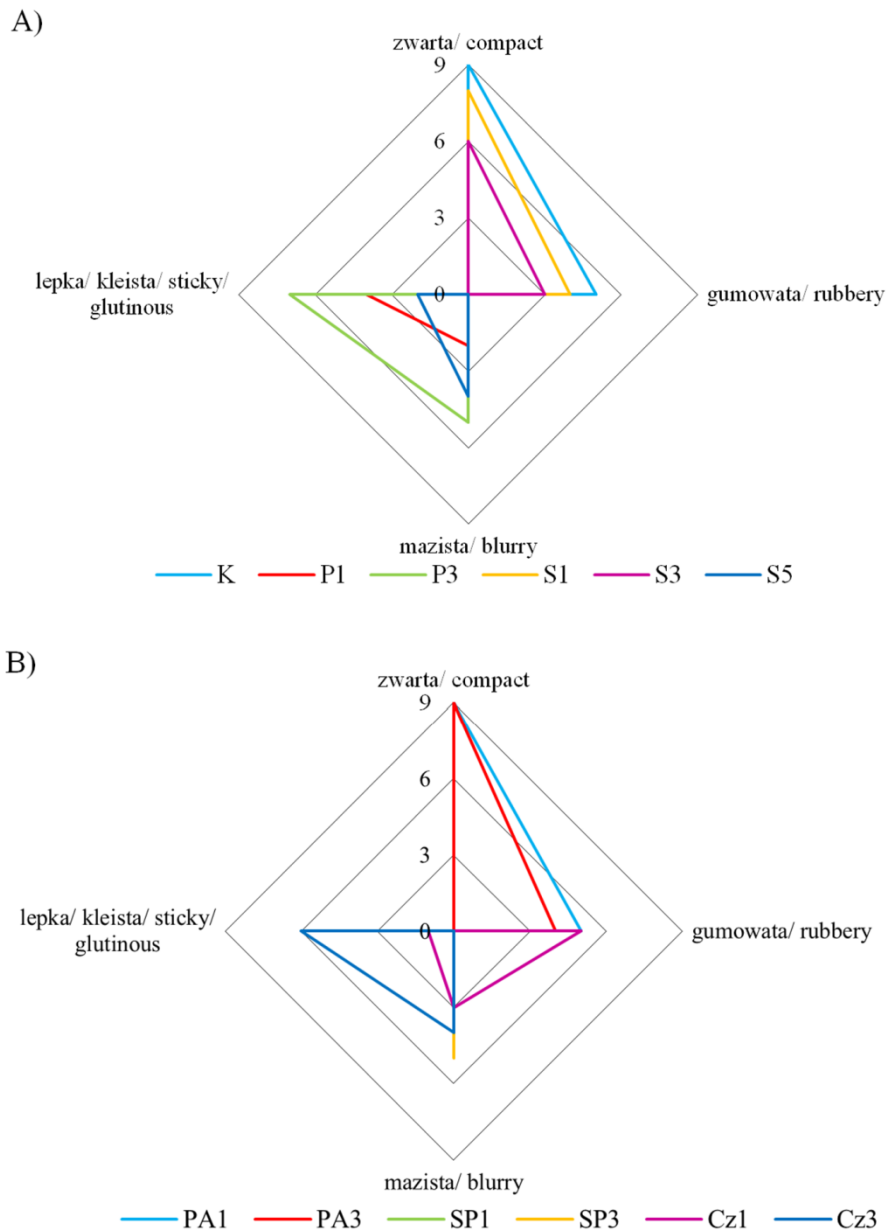 A)
zwarta/ compact
9
6
3
0
lepka/ kleista/ sticky/
glutinous
gumowata/ rubbery
mazista/ blurry
K P1 P3 S1 S3 S5
B)
zwarta/ compact
9
6
3
0
lepka/ kleista/ sticky/
glutinous
gumowata/ rubbery
mazista/ blurry
PA1 PA3 SP1 SP3 Cz1 Cz3